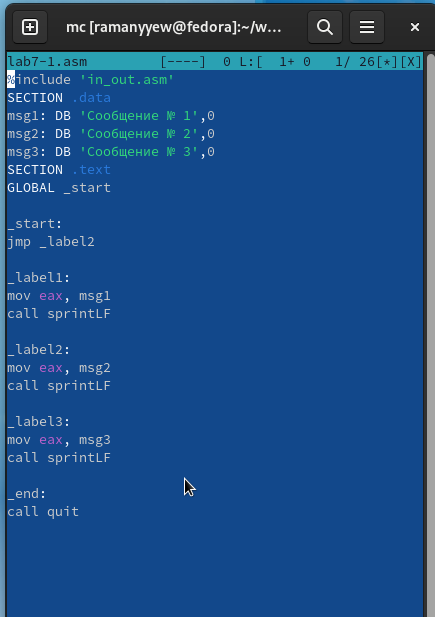 mc [ramanyyew@fedora]:~/w...
lab7-1.asm [----] 0 L:[ 1+ 0 1/ 26[*][X]
%include 'in_out.asm'
SECTION .data
msg1: DB 'Сообщение № 1',0
msg2: DB 'Сообщение № 2',0
msg3: DB 'Сообщение № 3',0
SECTION .text
GLOBAL _start
_start:
jmp _label2
_label1:
mov eax, msg1
call sprintLF
_label2:
mov eax, msg2
call sprintLF
_label3:
mov eax, msg3
call sprintLF
_end:
call quit